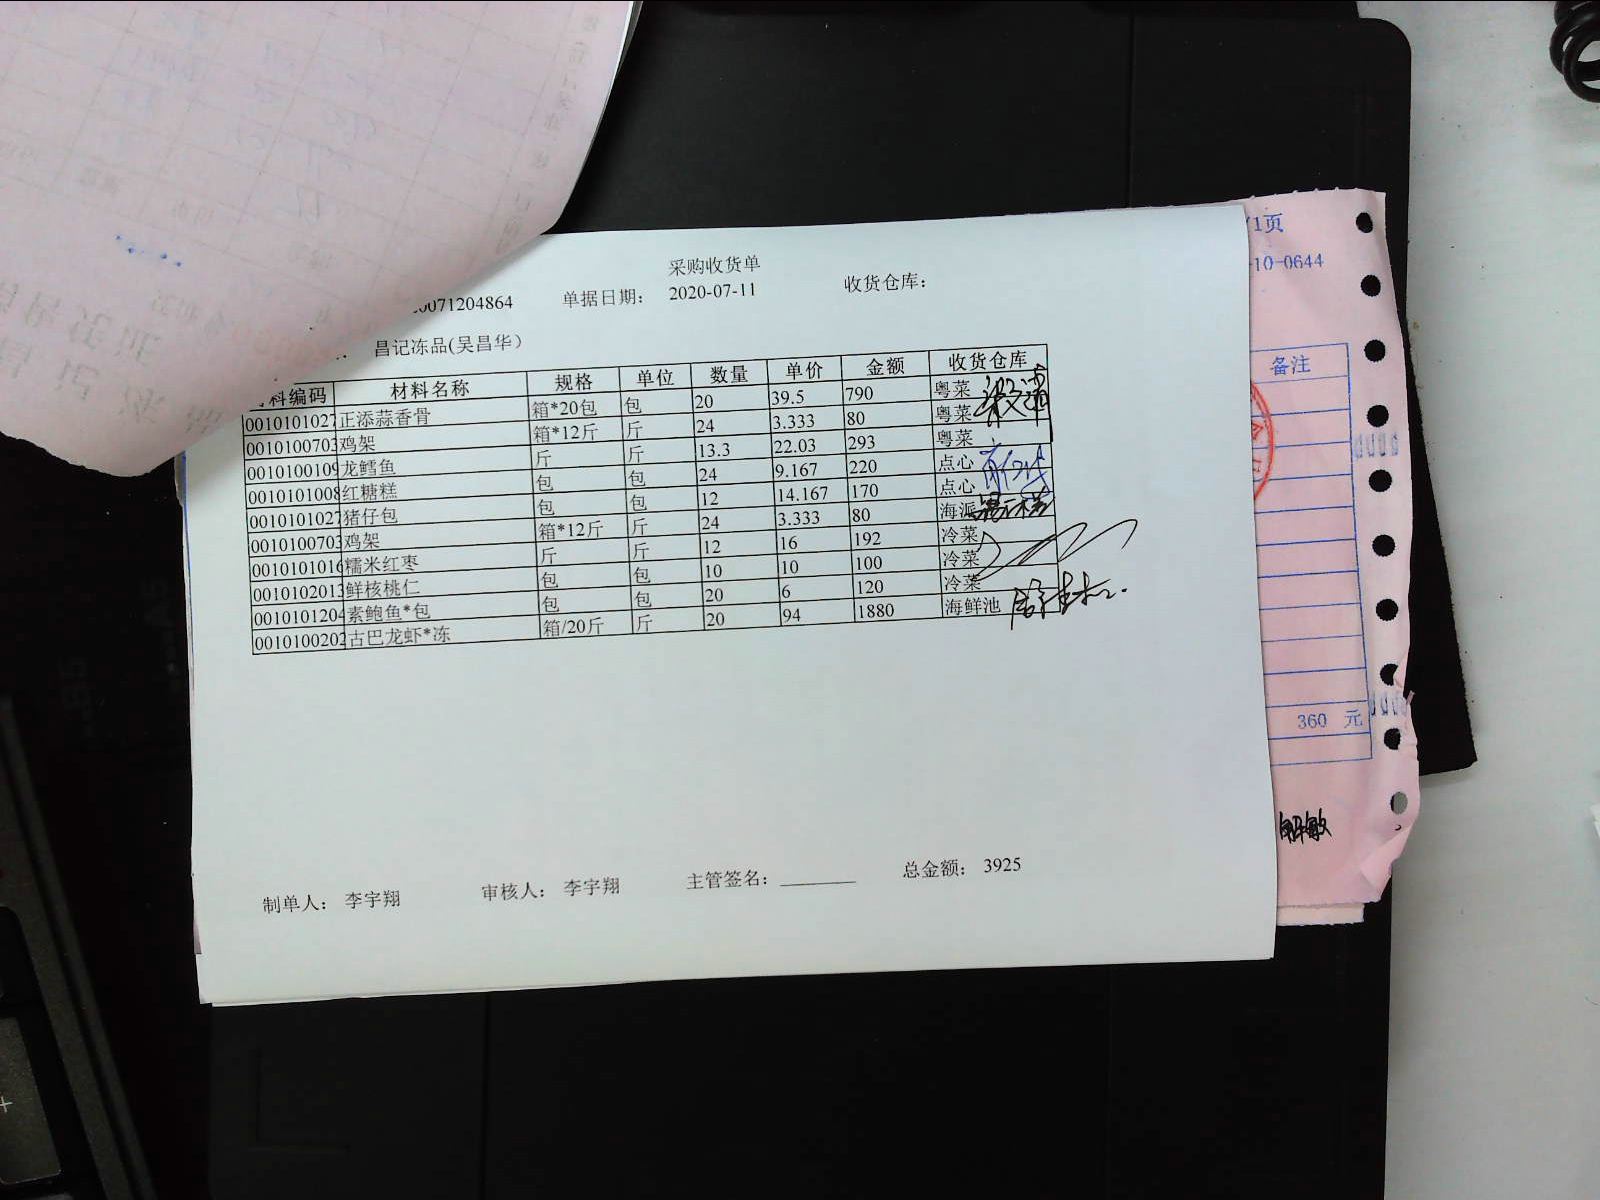 采购收货单
0071204864 单据日期： 2020-07-11 收货仓库：
昌记冻品(吴昌华)
料编码 材料名称 规格 单位 数量 单价 金额 收货仓库
0010101027 正添蒜香骨 箱*20包 包 20 39.5 790 粤菜
0010100703 鸡架 箱*12斤 斤 24 3.333 80 粤菜
0010100109 龙鳕鱼 斤 斤 13.3 22.03 293 粤菜
0010101008 红糖糕 包 包 24 9.167 220 点心
0010101027 猪仔包 包 包 12 14.167 170 点心
0010100703 鸡架 箱*12斤 斤 24 3.333 80 海派
0010101016 糯米红枣 斤 斤 12 16 192 冷菜
0010102013 鲜核桃仁 包 包 10 10 100 冷菜
0010101204 素鲍鱼*包 包 包 20 6 120 冷菜
0010100202 古巴龙虾*冻 箱/20斤 斤 20 94 1880 海鲜池
制单人： 李宇翔 审核人： 李宇翔 主管签名： 总金额： 3925
/1页
-10-0644
备注
360 元